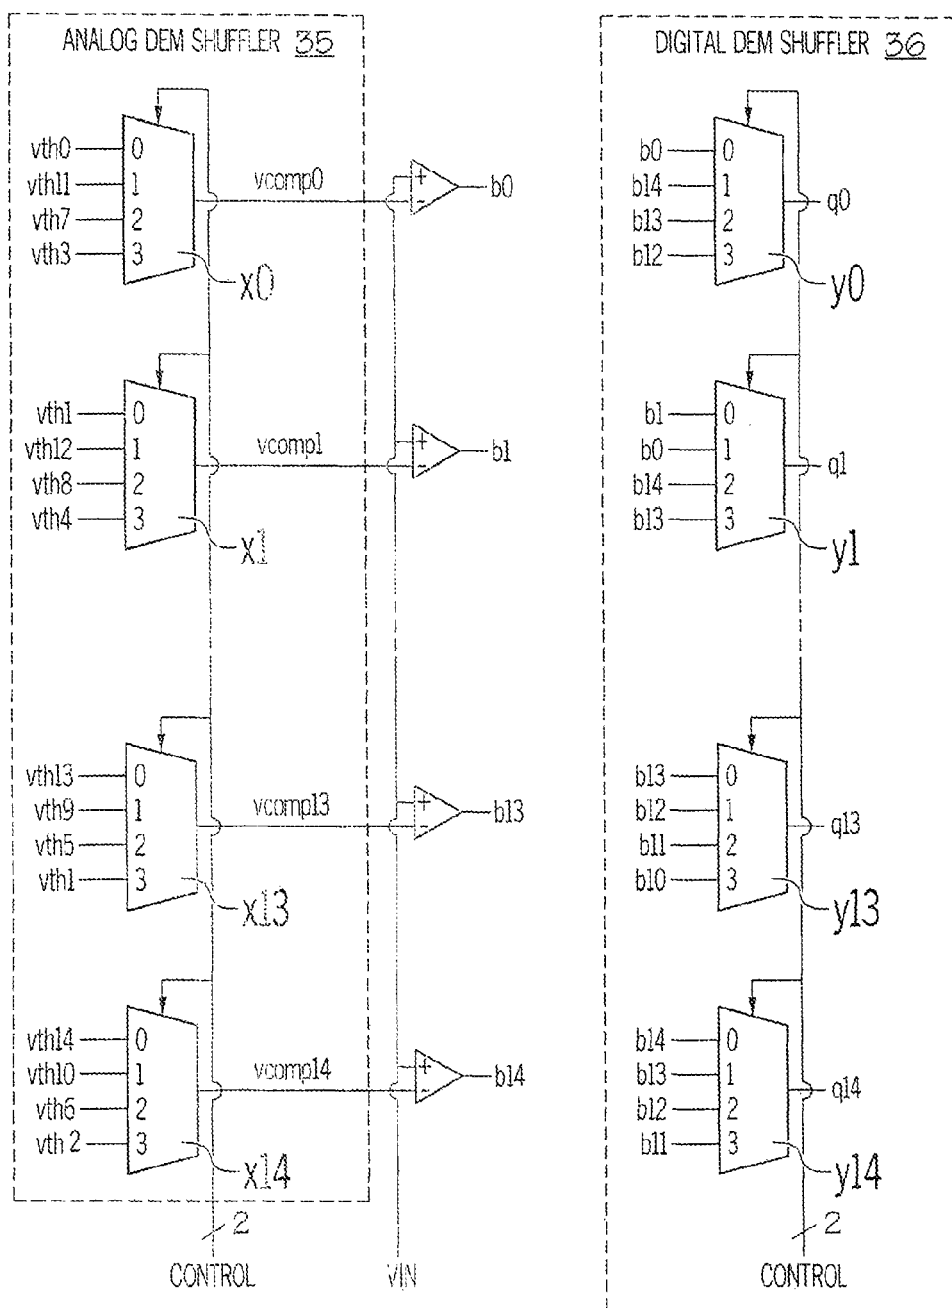 ANALOG DEM SHUFFLER 35
vth0 0
vth11 1
vth7 2
vth3 3
x0
vcomp0
+
-
b0
vth1 0
vth12 1
vth8 2
vth4 3
x1
vcomp1
+
-
b1
vth13 0
vth9 1
vth5 2
vth1 3
x13
vcomp13
+
-
b13
vth14 0
vth10 1
vth6 2
vth2 3
x14
vcomp14
+
-
b14
2
CONTROL
VIN
DIGITAL DEM SHUFFLER 36
b0 0
b14 1
b13 2
b12 3
q0
y0
b1 0
b0 1
b14 2
b13 3
q1
y1
b13 0
b12 1
b11 2
b10 3
q13
y13
b14 0
b13 1
b12 2
b11 3
q14
y14
2
CONTROL